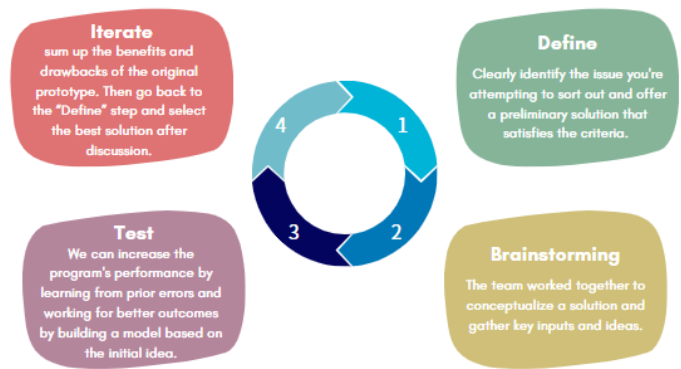 Iterate
sum up the benefits and
drawbacks of the original
prototype. Then go back to
the "Define" step and select
the best solution after
discussion.
Define
Clearly identify the issue you're
attempting to sort out and offer
a preliminary solution that
satisfies the criteria.
4
1
3
2
Test
We can increase the
program's performance by
learning from prior errors and
working for better outcomes
by building a model based on
the initial idea.
Brainstorming
The team worked together to
conceptualize a solution and
gather key inputs and ideas.